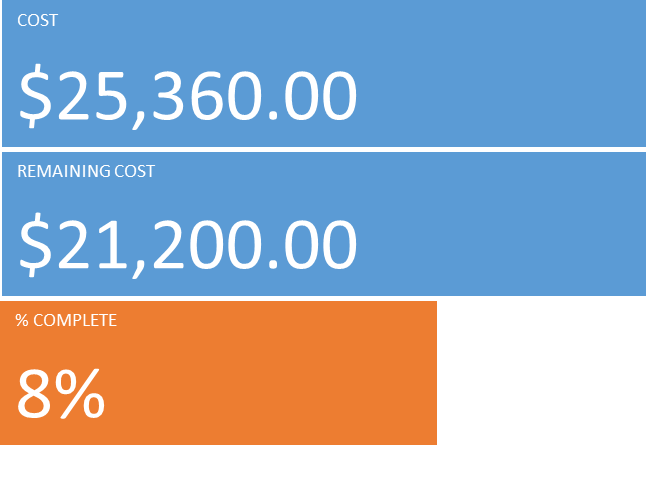 COST
$25,360.00
REMAINING COST
$21,200.00
% COMPLETE
8%